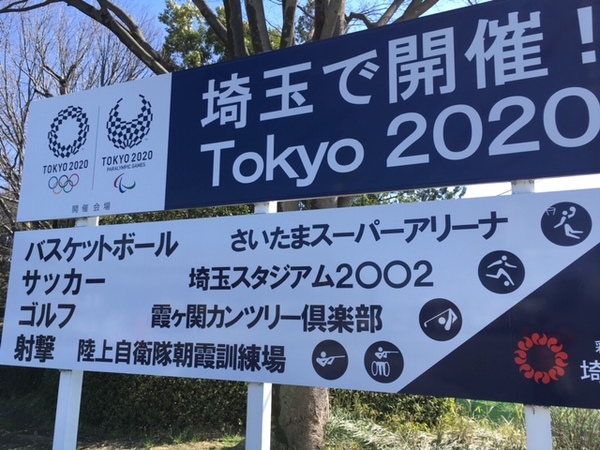 埼玉で開催!
Tokyo 2020
TOKYO 2020
TOKYO 2020
PARALYMPIC GAMES
開催会場
バスケットボール さいたまスーパーアリーナ
サッカー 埼玉スタジアム2002
ゴルフ 霞ヶ関カンツリー倶楽部
射撃 陸上自衛隊朝霞訓練場
彩
埼